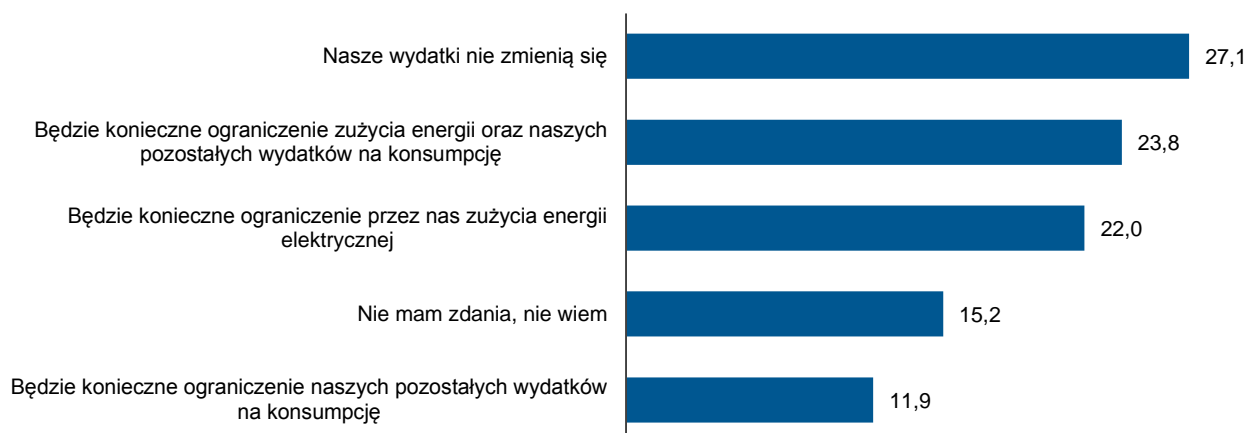 Nasze wydatki nie zmienią się
27,1
Będzie konieczne ograniczenie zużycia energii oraz naszych
pozostałych wydatków na konsumpcję
23,8
Będzie konieczne ograniczenie przez nas zużycia energii
elektrycznej
22,0
Nie mam zdania, nie wiem
15,2
Będzie konieczne ograniczenie naszych pozostałych wydatków
na konsumpcję
11,9